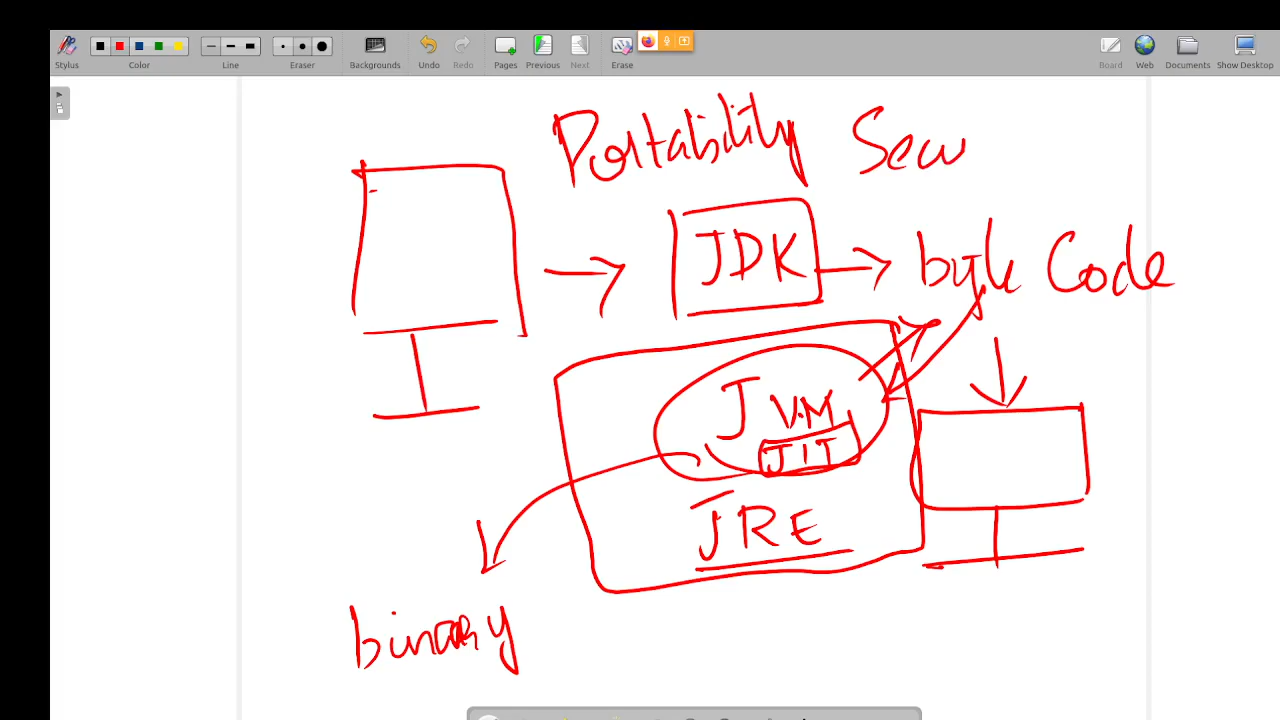 Stylus
Color
Line
Eraser
Backgrounds
Undo
Redo
Pages
Previous
Next
Erase
Board
Web
Documents
Show Desktop
Portability Secu
JDK
byte Code
JVM
JIT
JRE
binary